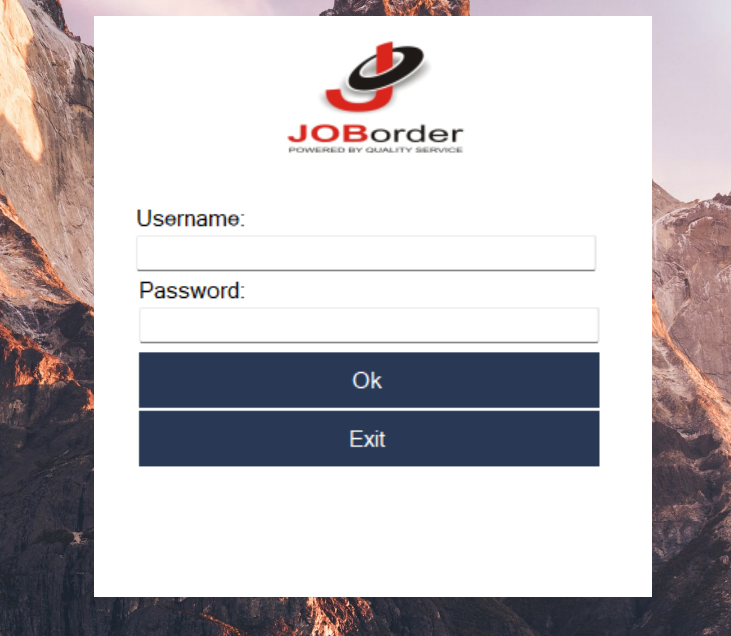 JOBorder
POWERED BY QUALITY SERVICE
Username:
Password:
Ok
Exit